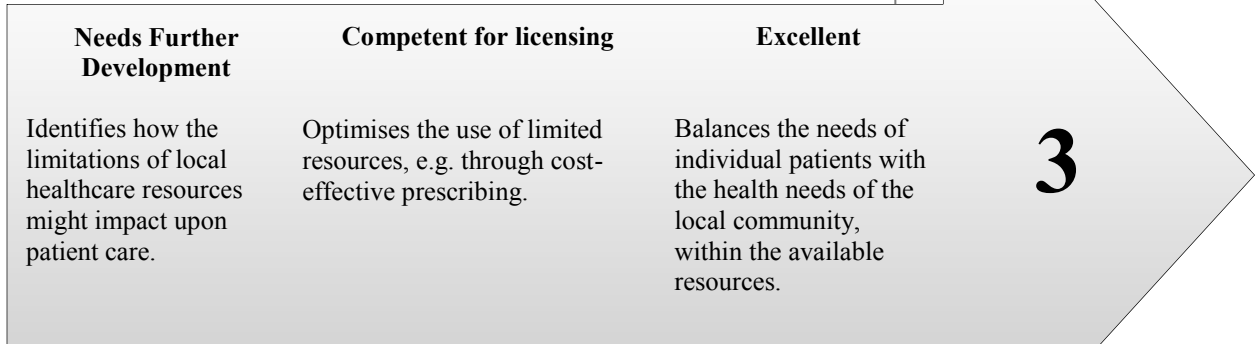 Needs Further
Development
Competent for licensing
Excellent
Identifies how the
limitations of local
healthcare resources
might impact upon
patient care.
Optimises the use of limited
resources, e.g. through cost-
effective prescribing.
Balances the needs of
individual patients with
the health needs of the
local community,
within the available
resources.
3